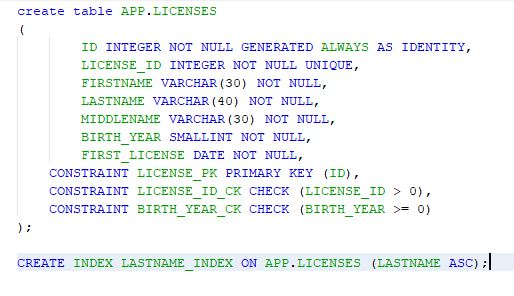 create table APP.LICENSES
(
ID INTEGER NOT NULL GENERATED ALWAYS AS IDENTITY,
LICENSE_ID INTEGER NOT NULL UNIQUE,
FIRSTNAME VARCHAR(30) NOT NULL,
LASTNAME VARCHAR(40) NOT NULL,
MIDDLENAME VARCHAR(30) NOT NULL,
BIRTH_YEAR SMALLINT NOT NULL,
FIRST_LICENSE DATE NOT NULL,
CONSTRAINT LICENSE_PK PRIMARY KEY (ID),
CONSTRAINT LICENSE_ID_CK CHECK (LICENSE_ID > 0),
CONSTRAINT BIRTH_YEAR_CK CHECK (BIRTH_YEAR >= 0)
);
CREATE INDEX LASTNAME_INDEX ON APP.LICENSES (LASTNAME ASC);